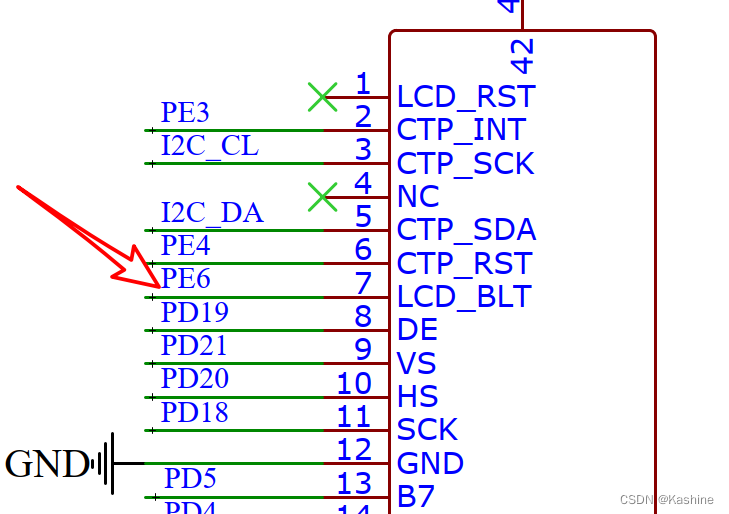 4
42
1 LCD_RST
PE3 2 CTP_INT
I2C_CL 3 CTP_SCK
4 NC
I2C_DA 5 CTP_SDA
PE4 6 CTP_RST
PE6 7 LCD_BLT
PD19 8 DE
PD21 9 VS
PD20 10 HS
PD18 11 SCK
GND 12 GND
PD5 13 B7
PD4 14
CSDN @Kashine